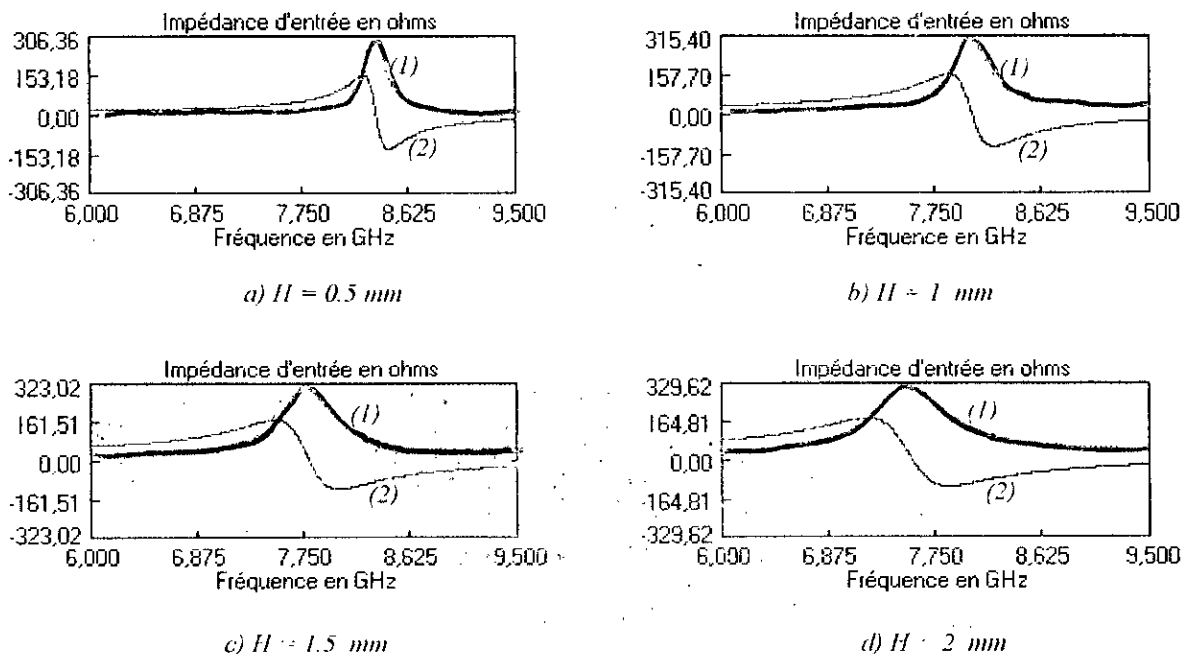 Impédance d'entrée en ohms
306,36
153,18
0,00
-153,18
-306,36
(1)
(2)
6,000 6,875 7,750 8,625 9,500
Fréquence en GHz
a) H = 0.5 mm
Impédance d'entrée en ohms
315,40
157,70
0,00
-157,70
-315,40
(1)
(2)
6,000 6,875 7,750 8,625 9,500
Fréquence en GHz
b) H = 1 mm
Impédance d'entrée en ohms
323,02
161,51
0,00
-161,51
-323,02
(1)
(2)
6,000 6,875 7,750 8,625 9,500
Fréquence en GHz
c) H = 1.5 mm
Impédance d'entrée en ohms
329,62
164,81
0,00
-164,81
-329,62
(1)
(2)
6,000 6,875 7,750 8,625 9,500
Fréquence en GHz
d) H = 2 mm